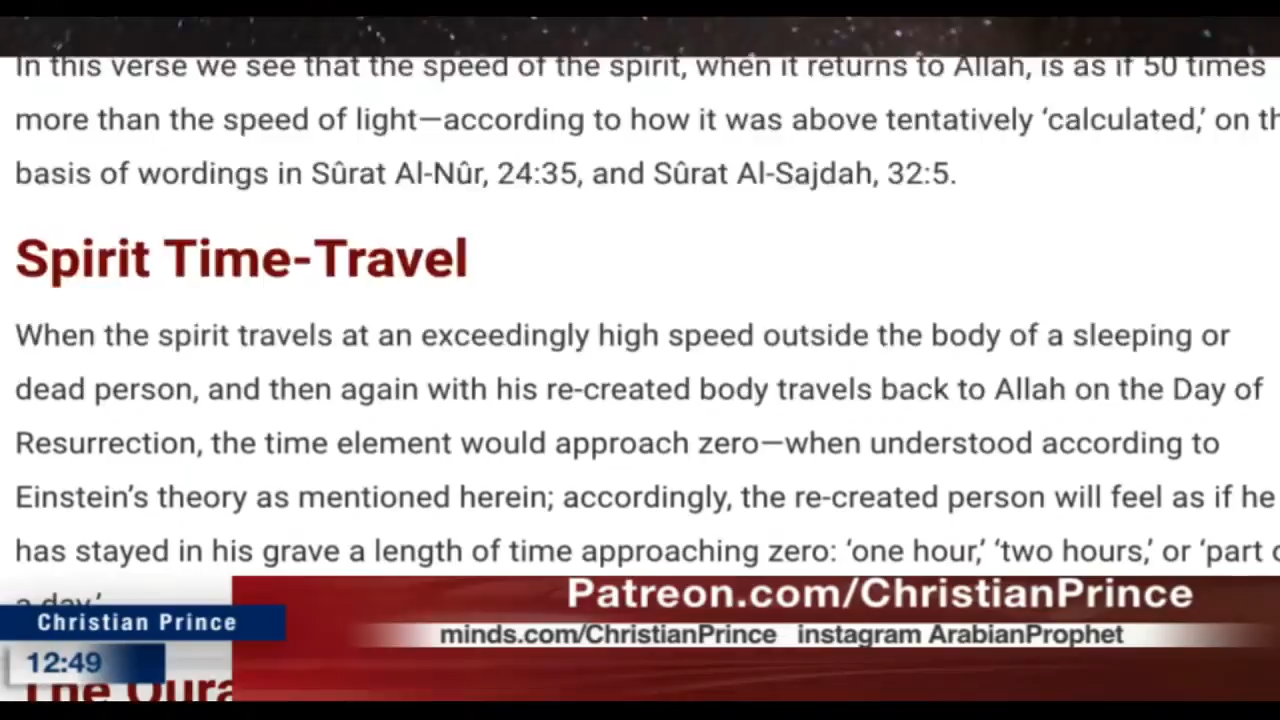 In this verse we see that the speed of the spirit, when it returns to Allah, is as if 50 times
more than the speed of light—according to how it was above tentatively ‘calculated,’ on th
basis of wordings in Sûrat Al-Nûr, 24:35, and Sûrat Al-Sajdah, 32:5.
Spirit Time-Travel
When the spirit travels at an exceedingly high speed outside the body of a sleeping or
dead person, and then again with his re-created body travels back to Allah on the Day of
Resurrection, the time element would approach zero—when understood according to
Einstein’s theory as mentioned herein; accordingly, the re-created person will feel as if he
has stayed in his grave a length of time approaching zero: ‘one hour,’ ‘two hours,’ or ‘part
a day.’
Patreon.com/ChristianPrince
Christian Prince
minds.com/ChristianPrince instagram ArabianProphet
12:49
The Qura